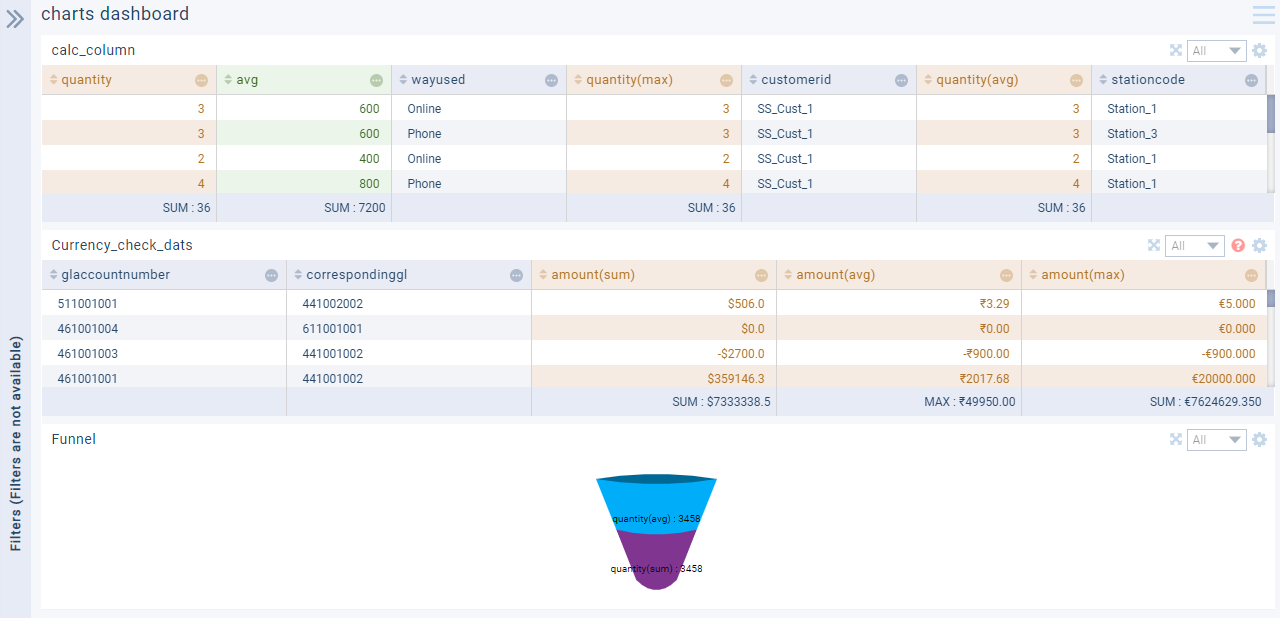 charts dashboard
calc_column All
quantity avg wayused quantity(max) customerid quantity(avg) stationcode
3 600 Online 3 SS_Cust_1 3 Station_1
3 600 Phone 3 SS_Cust_1 3 Station_3
2 400 Online 2 SS_Cust_1 2 Station_1
4 800 Phone 4 SS_Cust_1 4 Station_1
SUM : 36 SUM : 7200 SUM : 36 SUM : 36
Currency_check_dats All ?
glaccountnumber correspondinggl amount(sum) amount(avg) amount(max)
511001001 441002002 $506.0 ₹3.29 €5.000
461001004 611001001 $0.0 ₹0.00 €0.000
461001003 441001002 -$2700.0 -₹900.00 -€900.000
461001001 441001002 $359146.3 ₹2017.68 €20000.000
SUM : $7333338.5 MAX : ₹49950.00 SUM : €7624629.350
Funnel All
quantity(avg) : 3458
quantity(sum) : 3458
Filters (Filters are not available)